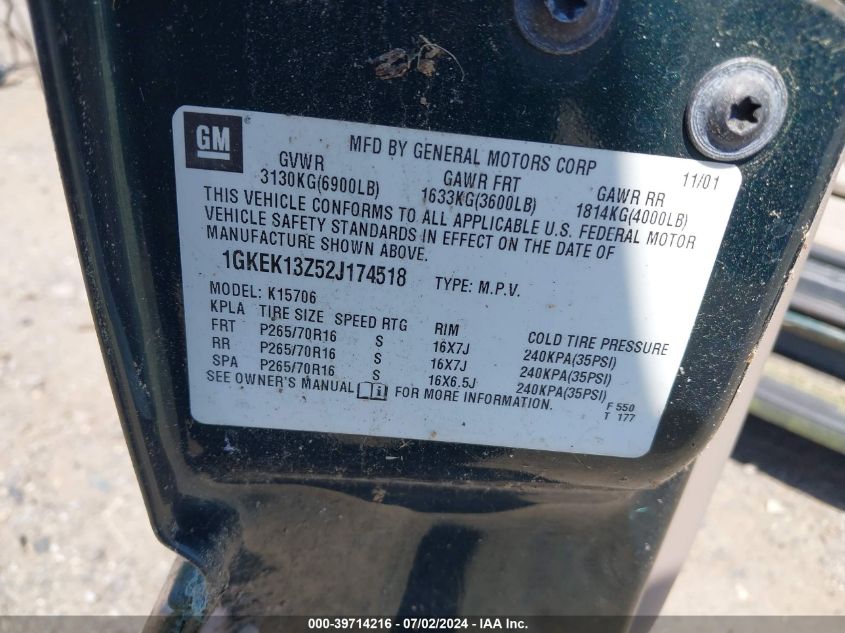 GM
MFD BY GENERAL MOTORS CORP 11/01
GVWR GAWR FRT GAWR RR
3130KG(6900LB) 1633KG(3600LB) 1814KG(4000LB)
THIS VEHICLE CONFORMS TO ALL APPLICABLE U.S. FEDERAL MOTOR
VEHICLE SAFETY STANDARDS IN EFFECT ON THE DATE OF
MANUFACTURE SHOWN ABOVE.
1GKEK13Z52J174518 TYPE: M.P.V.
MODEL: K15706
KPLA TIRE SIZE SPEED RTG RIM COLD TIRE PRESSURE
FRT P265/70R16 S 16X7J 240KPA(35PSI)
RR P265/70R16 S 16X7J 240KPA(35PSI)
SPA P265/70R16 S 16X6.5J 240KPA(35PSI)
SEE OWNER'S MANUAL FOR MORE INFORMATION.
F 550
T 177
000-39714216 - 07/02/2024 - IAA Inc.